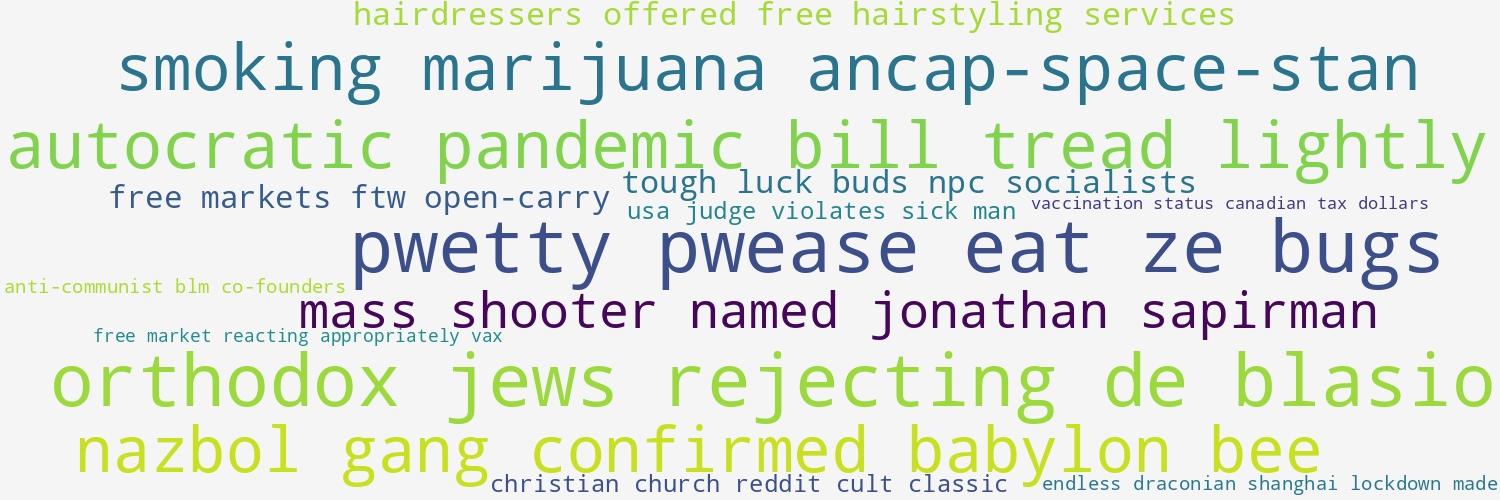 hairdressers offered free hairstyling services
smoking marijuana ancap-space-stan
autocratic pandemic bill tread lightly
tough luck buds npc socialists
free markets ftw open-carry
vaccination status canadian tax dollars
usa judge violates sick man
pwetty pwease eat ze bugs
anti-communist blm co-founders
mass shooter named jonathan sapirman
free market reacting appropriately vax
orthodox jews rejecting de blasio
nazbol gang confirmed babylon bee
christian church reddit cult classic
endless draconian shanghai lockdown made